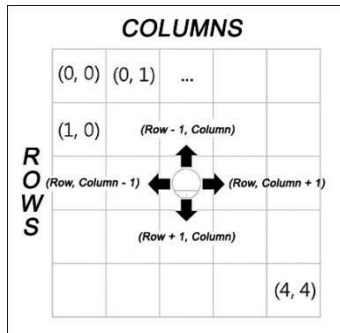 COLUMNS
(0, 0) (0, 1) ...
(1, 0)
(Row - 1, Column)
ROWS
(Row, Column - 1) (Row, Column + 1)
(Row + 1, Column)
(4, 4)